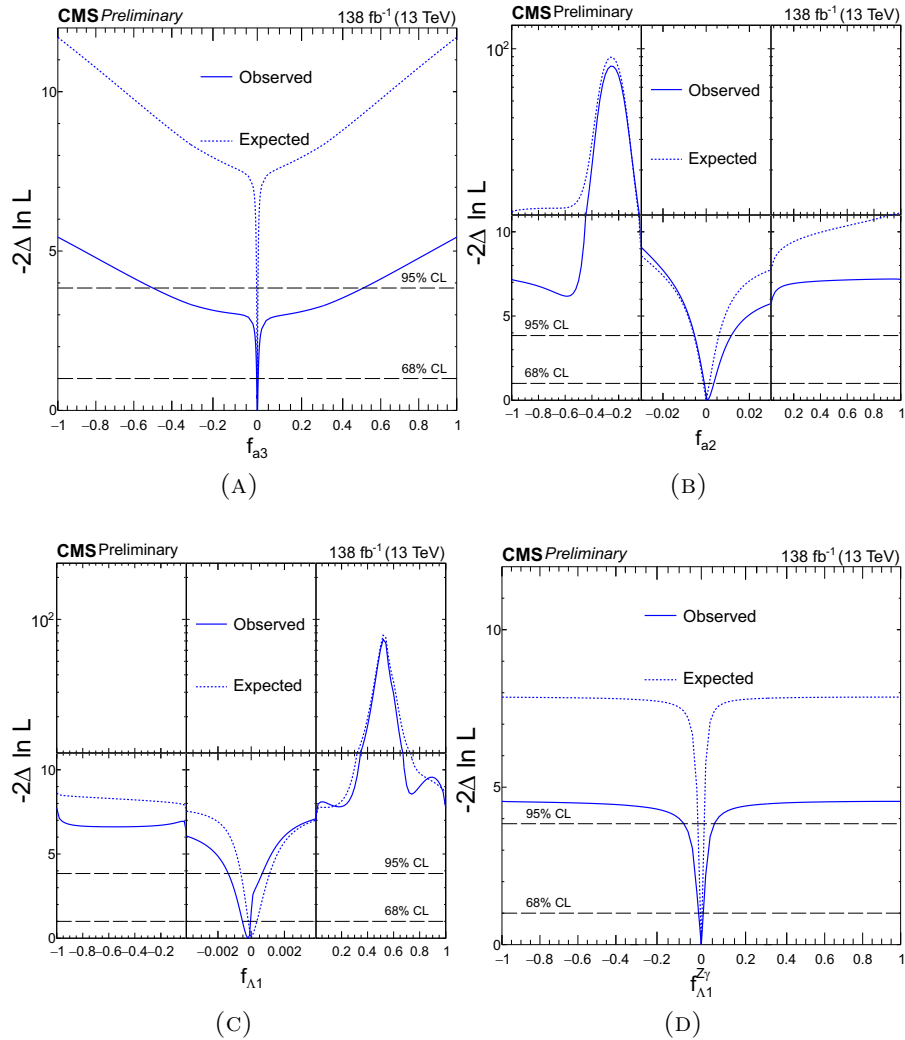 CMS Preliminary 138 fb-1 (13 TeV)
-2Δ ln L
10
5
0
Observed
Expected
95% CL
68% CL
−1 −0.8 −0.6 −0.4 −0.2 0 0.2 0.4 0.6 0.8 1
fa3
(A)
CMS Preliminary 138 fb-1 (13 TeV)
-2Δ ln L
10²
10
5
0
Observed
Expected
95% CL
68% CL
−1 −0.6 −0.2 −0.02 0 0.02 0.2 0.4 0.6 0.8 1
fa2
(B)
CMS Preliminary 138 fb-1 (13 TeV)
-2Δ ln L
10²
10
5
0
Observed
Expected
95% CL
68% CL
−1 −0.8 −0.6 −0.4 −0.2 −0.002 0 0.002 0.2 0.4 0.6 0.8 1
fΛ1
(C)
CMS Preliminary 138 fb-1 (13 TeV)
-2Δ ln L
10
5
0
Observed
Expected
95% CL
68% CL
−1 −0.8 −0.6 −0.4 −0.2 0 0.2 0.4 0.6 0.8 1
fΛ1Zγ
(D)